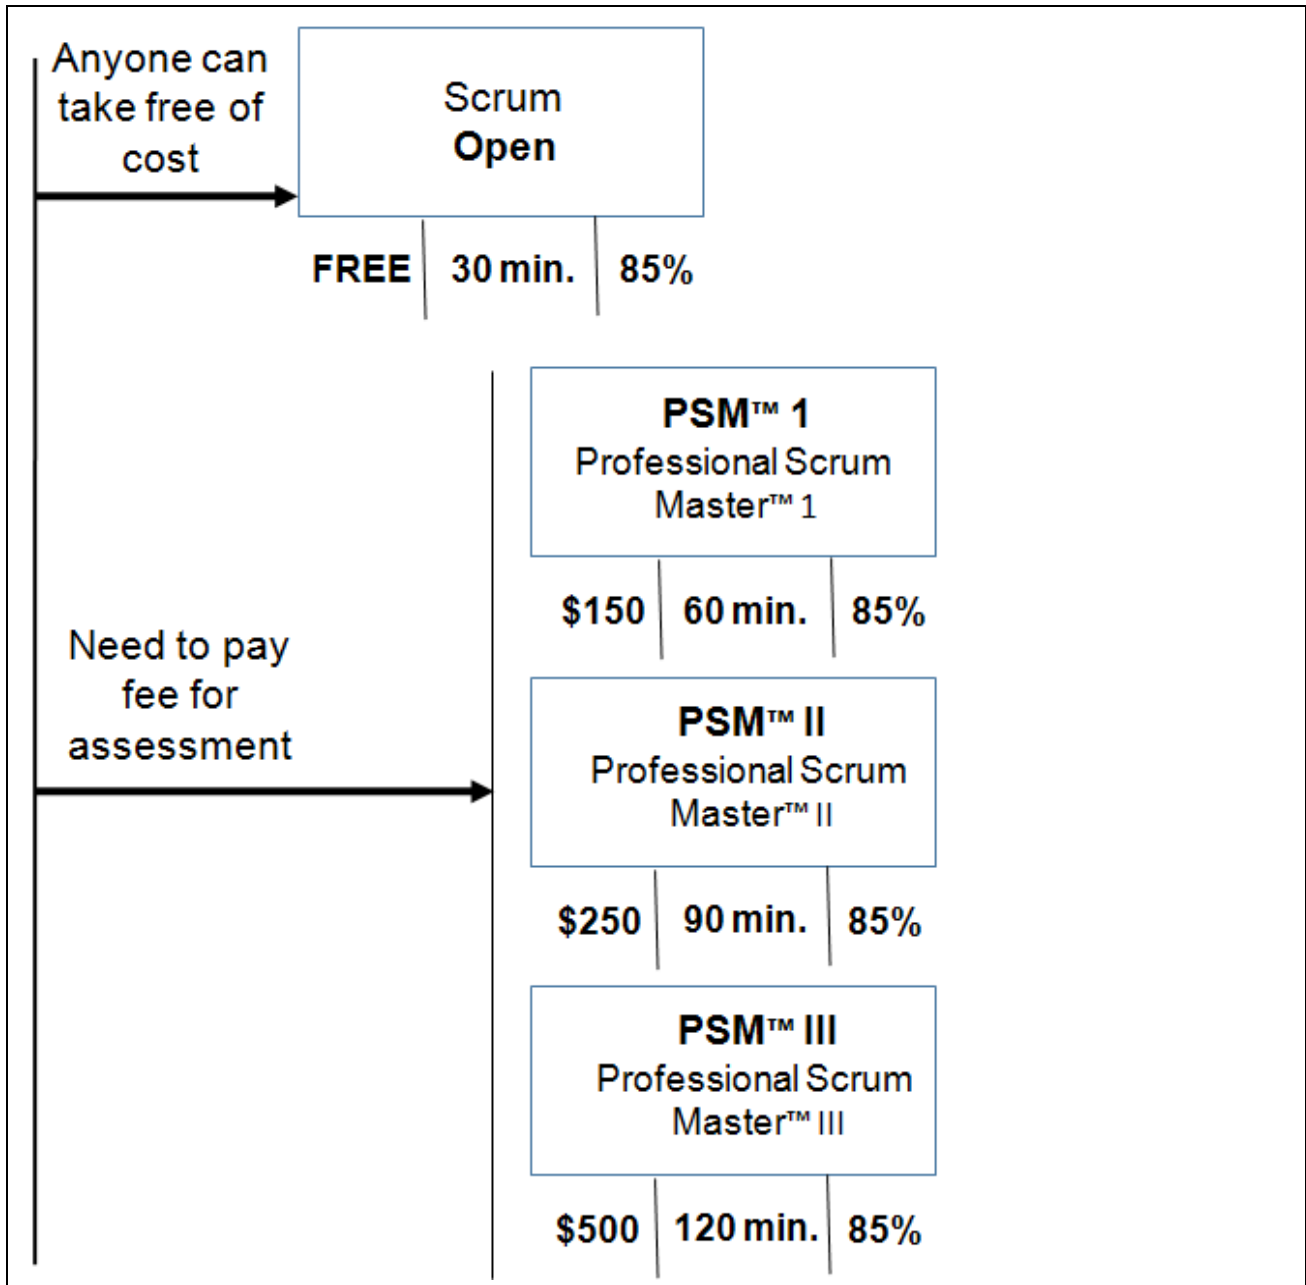 Anyone can
take free of
cost
Scrum
Open
FREE 30 min. 85%
PSM™ 1
Professional Scrum
Master™ 1
$150 60 min. 85%
Need to pay
fee for
assessment
PSM™ II
Professional Scrum
Master™ II
$250 90 min. 85%
PSM™ III
Professional Scrum
Master™ III
$500 120 min. 85%